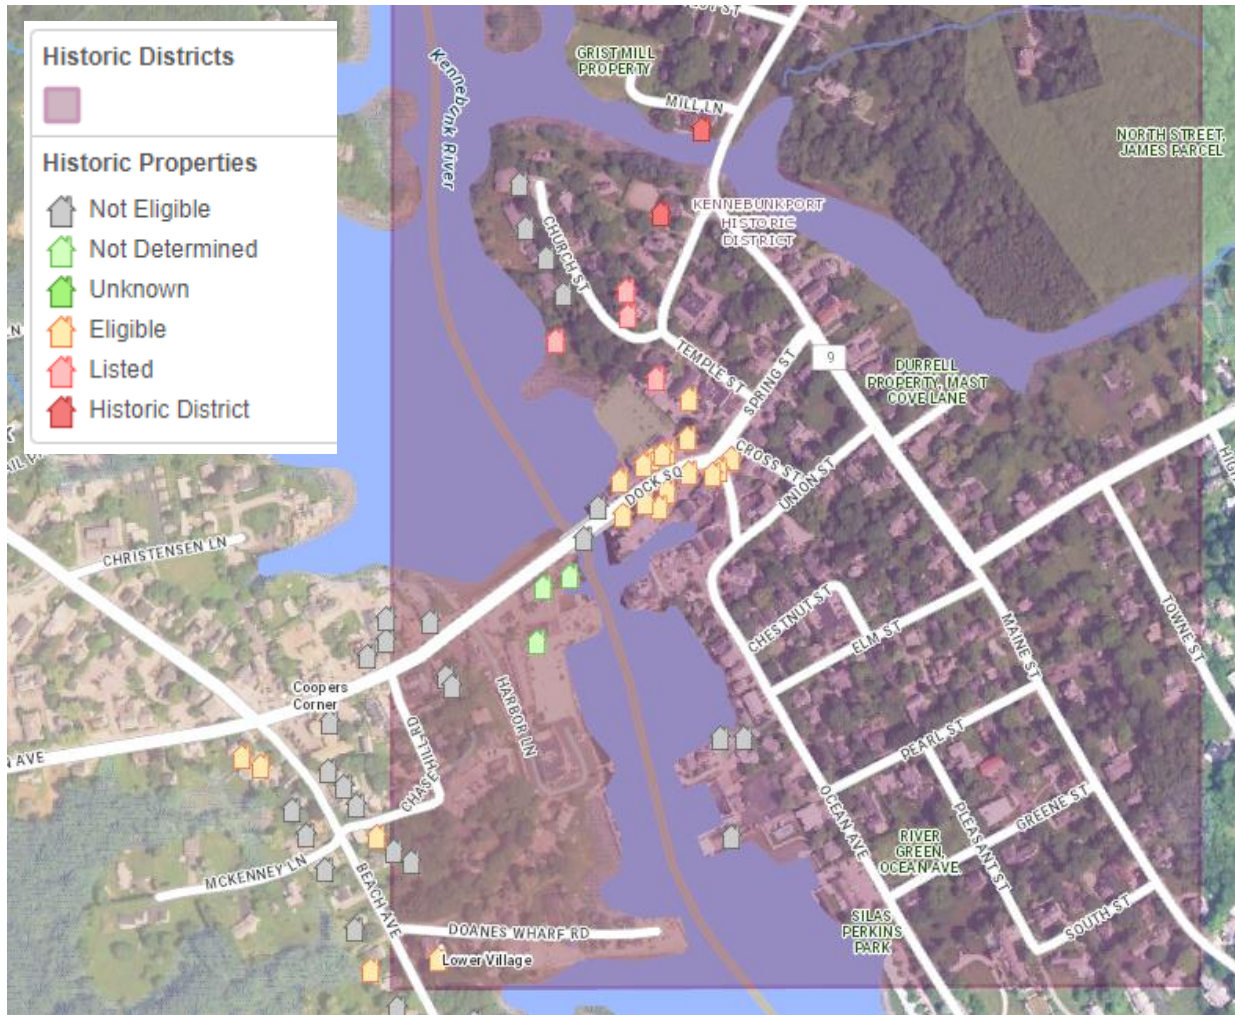 Historic Districts
Historic Properties
Not Eligible
Not Determined
Unknown
Eligible
Listed
Historic District
Kennebunk River
GRIST MILL
PROPERTY
MILL LN
NORTH STREET,
JAMES PARCEL
KENNEBUNKPORT
HISTORIC
DISTRICT
CHURCH ST
TEMPLE ST
SPRING ST
9
DURRELL
PROPERTY, MAST
COVE LANE
CROSS ST
UNION ST
DOCK SQ
CHRISTENSEN LN
CHESTNUT ST
ELM ST
MAINE ST
TOWNE ST
Coopers
Corner
HARBOR LN
CHASE HILL RD
PEARL ST
OCEAN AVE
PLEASANT ST
GREENE ST
RIVER
GREEN,
OCEAN AVE.
MCKENNEY LN
BEACH AVE
DOANES WHARF RD
Lower Village
SILAS
PERKINS
PARK
SOUTH ST
N AVE